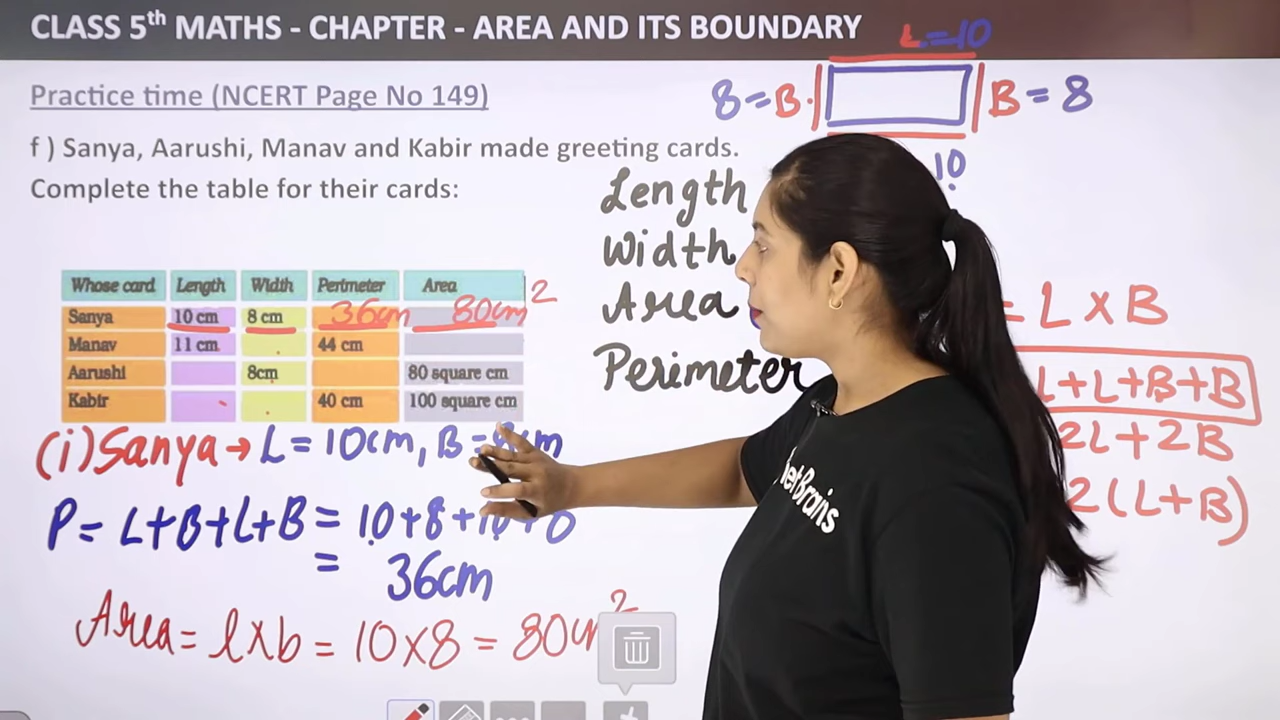 CLASS 5th MATHS - CHAPTER - AREA AND ITS BOUNDARY
L=10
Practice time (NCERT Page No 149)
8=B
B=8
f ) Sanya, Aarushi, Manav and Kabir made greeting cards.
Complete the table for their cards:
10
Length
Width
Area = L×B
Perimeter L+L+B+B
2L+2B
2(L+B)
Whose card Length Width Perimeter Area
Sanya 10 cm 8 cm 36cm 80cm2
Manav 11 cm 44 cm
Aarushi 8cm 80 square cm
Kabir 40 cm 100 square cm
(i) Sanya → L=10cm, B=8cm
P= L+B+L+B = 10+8+10+8
= 36cm
Area= l×b = 10×8 = 80cm2